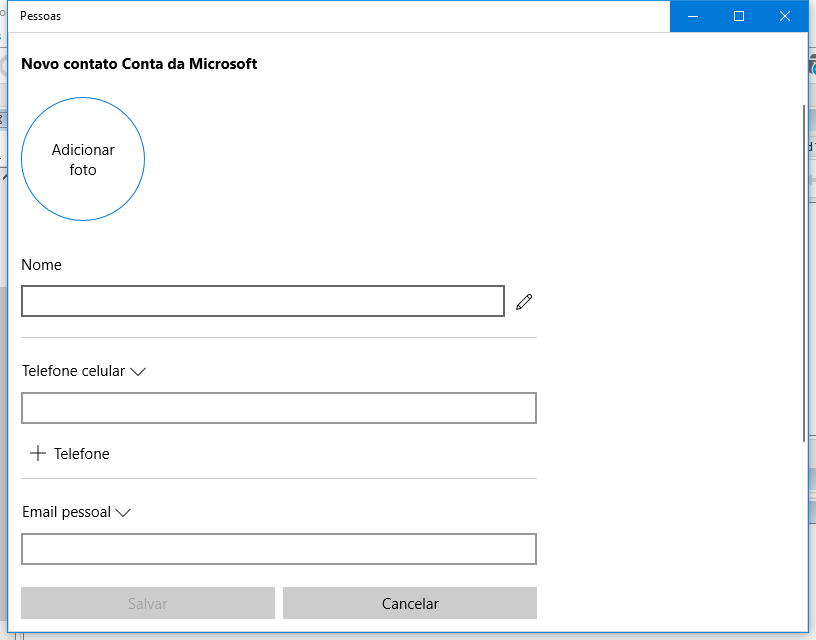 Pessoas
Novo contato Conta da Microsoft
Adicionar
foto
Nome
Telefone celular
Telefone
Email pessoal
Salvar
Cancelar